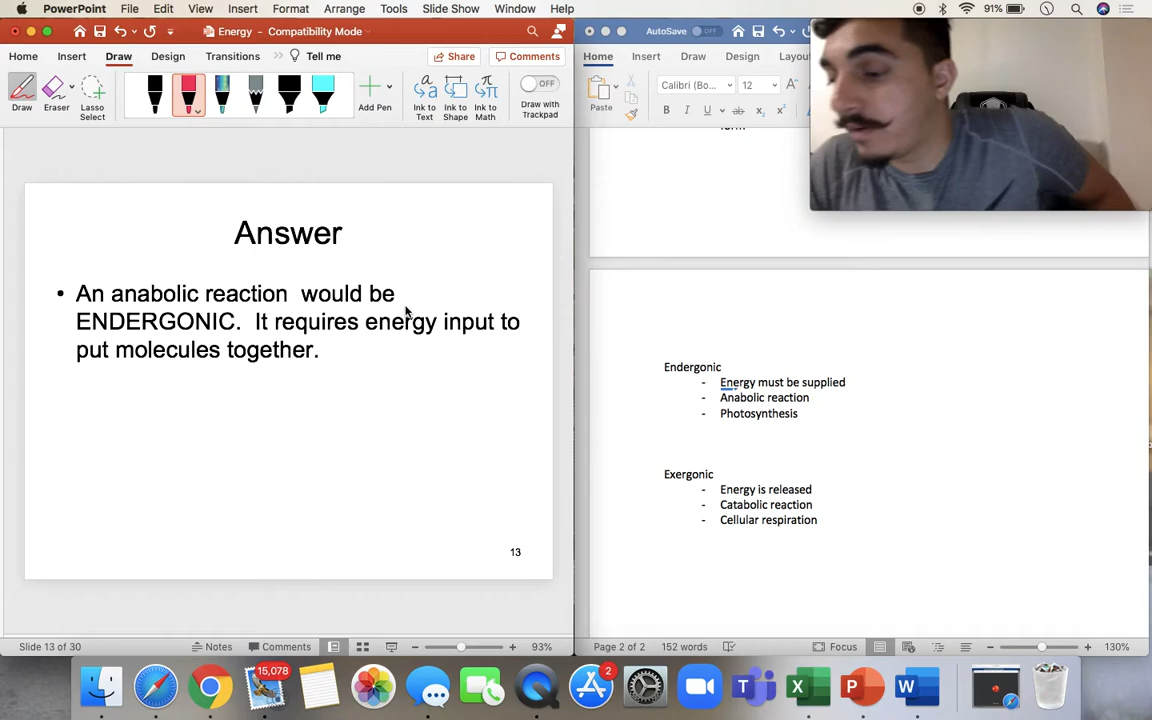 PowerPoint File Edit View Insert Format Arrange Tools Slide Show Window Help 91%
Energy - Compatibility Mode
AutoSave OFF
Home Insert Draw Design Transitions Tell me Share Comments
Home Insert Draw Design
Draw Eraser Lasso Select Add Pen Ink to Text Ink to Shape Ink to Math OFF Draw with Trackpad
Paste Calibri (Bo... 12 A
B I U ab x₂ x²
form
Answer
• An anabolic reaction would be
ENDERGONIC. It requires energy input to
put molecules together.
13
Endergonic
- Energy must be supplied
- Anabolic reaction
- Photosynthesis
Exergonic
- Energy is released
- Catabolic reaction
- Cellular respiration
Slide 13 of 30 Notes Comments 93%
Page 2 of 2 152 words Focus 130%
15,078
2